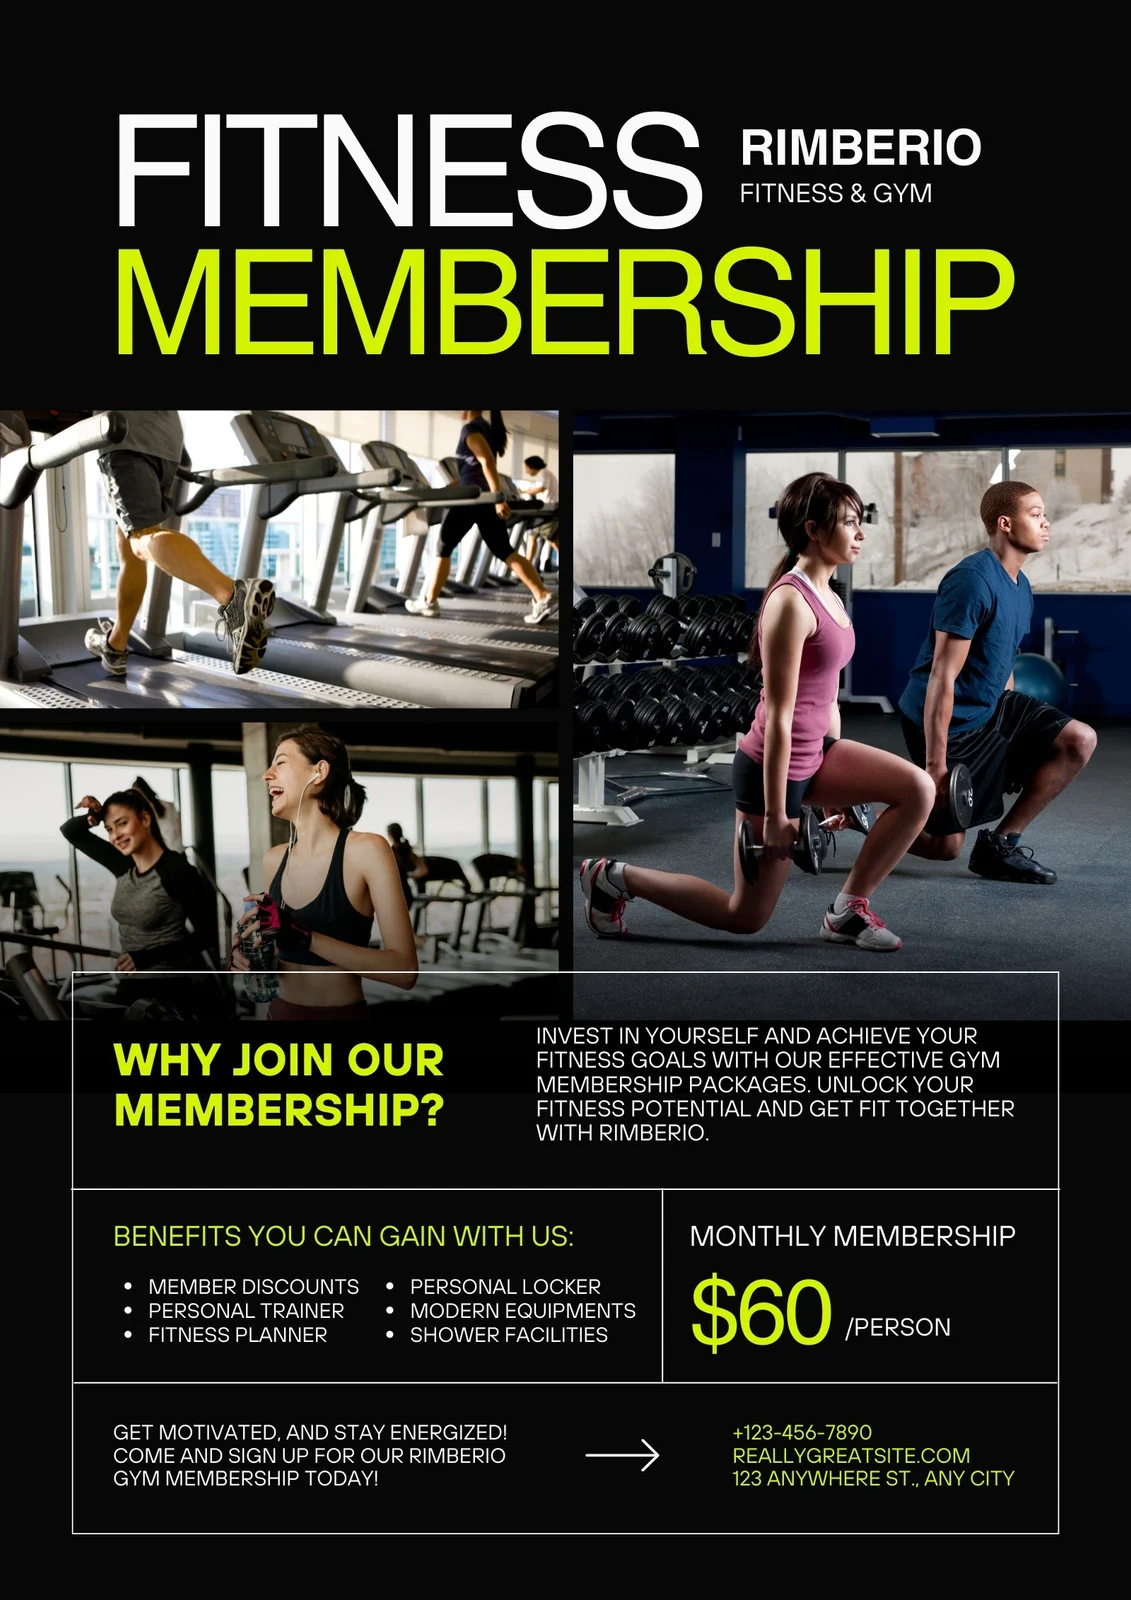 FITNESS
MEMBERSHIP
RIMBERIO
FITNESS & GYM
WHY JOIN OUR
MEMBERSHIP?
INVEST IN YOURSELF AND ACHIEVE YOUR
FITNESS GOALS WITH OUR EFFECTIVE GYM
MEMBERSHIP PACKAGES. UNLOCK YOUR
FITNESS POTENTIAL AND GET FIT TOGETHER
WITH RIMBERIO.
BENEFITS YOU CAN GAIN WITH US:
• MEMBER DISCOUNTS
• PERSONAL TRAINER
• FITNESS PLANNER
• PERSONAL LOCKER
• MODERN EQUIPMENTS
• SHOWER FACILITIES
MONTHLY MEMBERSHIP
$60 /PERSON
GET MOTIVATED, AND STAY ENERGIZED!
COME AND SIGN UP FOR OUR RIMBERIO
GYM MEMBERSHIP TODAY!
+123-456-7890
REALLYGREATSITE.COM
123 ANYWHERE ST., ANY CITY